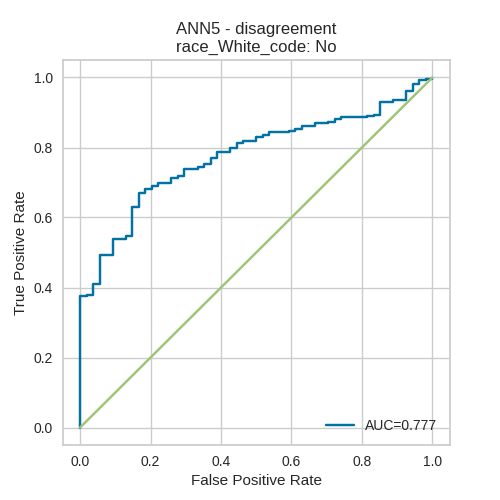 ANN5 - disagreement
race_White_code: No
True Positive Rate
1.0
0.8
0.6
0.4
0.2
0.0
AUC=0.777
0.0 0.2 0.4 0.6 0.8 1.0
False Positive Rate